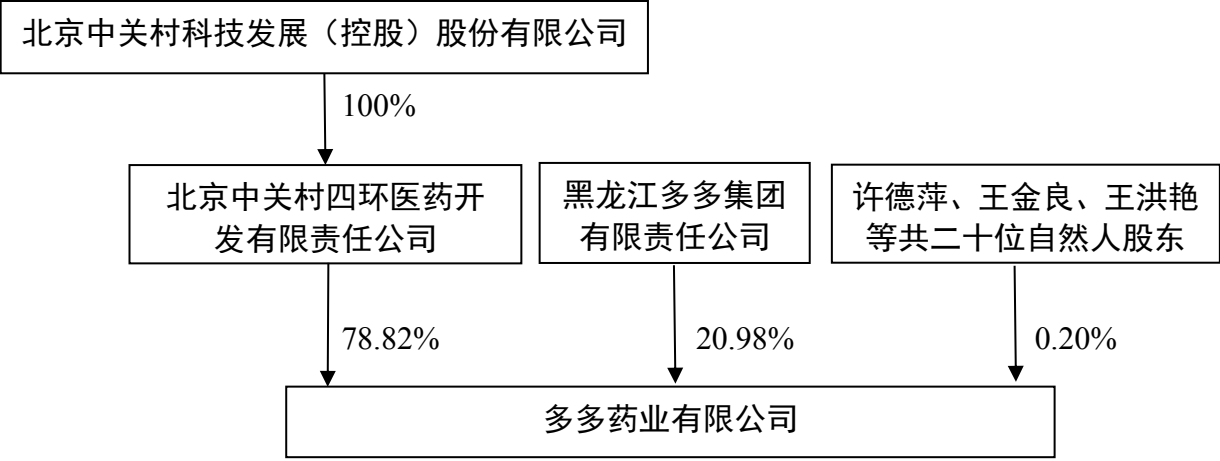 北京中关村科技发展（控股）股份有限公司
100%
北京中关村四环医药开
发有限责任公司
黑龙江多多集团
有限责任公司
许德萍、王金良、王洪艳
等共二十位自然人股东
78.82%
20.98%
0.20%
多多药业有限公司